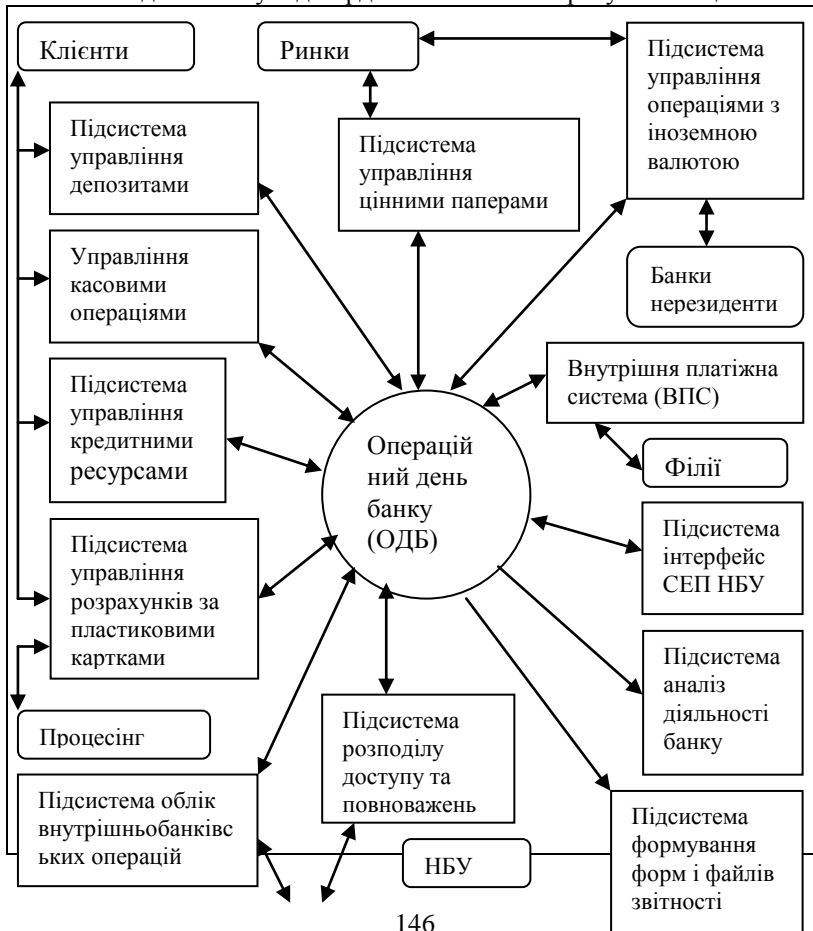 Клієнти
Ринки
Підсистема
управління
операціями з
іноземною
валютою
Підсистема
управління
депозитами
Підсистема
управління
цінними паперами
Управління
касовими
операціями
Банки
нерезиденти
Підсистема
управління
кредитними
ресурсами
Внутрішня платіжна
система (ВПС)
Операцій
ний день
банку
(ОДБ)
Філії
Підсистема
інтерфейс
СЕП НБУ
Підсистема
управління
розрахунків за
пластиковими
картками
Підсистема
аналіз
діяльності
банку
Процесінг
Підсистема
розподілу
доступу та
повноважень
Підсистема облік
внутрішньобанківс
ьких операцій
Підсистема
формування
форм і файлів
звітності
НБУ
146